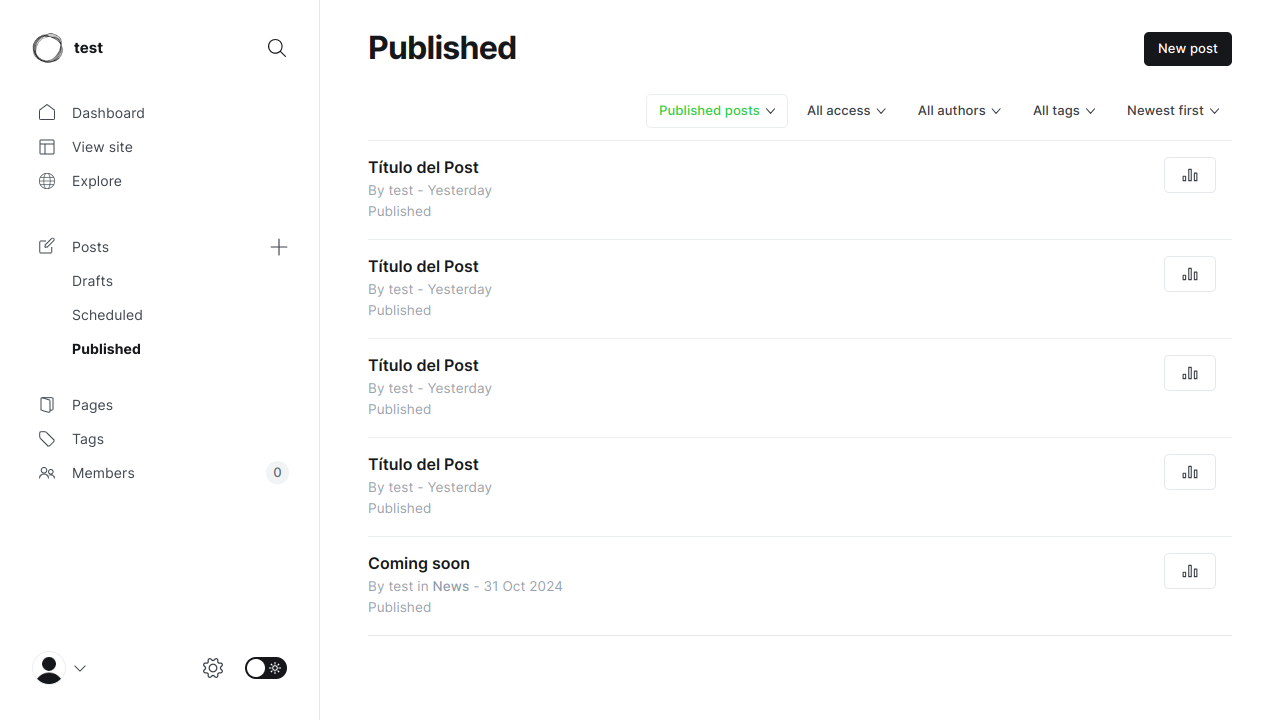 test
Dashboard
View site
Explore
Posts
Drafts
Scheduled
Published
Pages
Tags
Members 0
Published
New post
Published posts All access All authors All tags Newest first
Título del Post
By test - Yesterday
Published
Título del Post
By test - Yesterday
Published
Título del Post
By test - Yesterday
Published
Título del Post
By test - Yesterday
Published
Coming soon
By test in News - 31 Oct 2024
Published